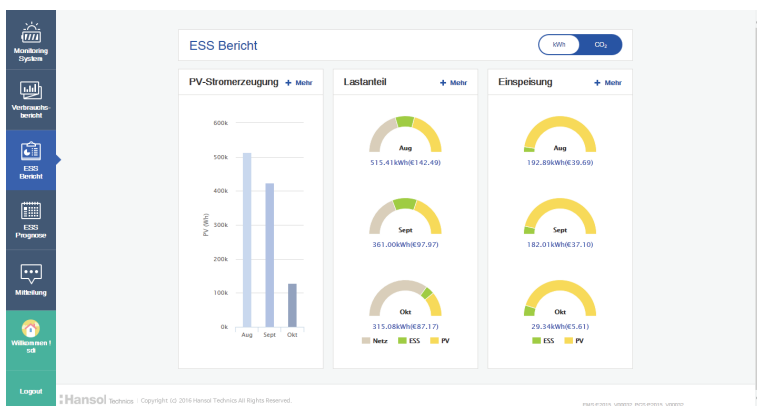 Monitoring
System
Verbrauchs-
bericht
ESS
Bericht
ESS
Prognose
Mitteilung
Willkommen !
sdi
Logout
ESS Bericht
kWh
CO₂
PV-Stromerzeugung + Mehr
Lastanteil + Mehr
Einspeisung + Mehr
PV (Wh)
600k
500k
400k
300k
200k
100k
0k
Aug Sept Okt
Aug
515.41kWh(€142.49)
Sept
361.00kWh(€97.97)
Okt
315.08kWh(€87.17)
Netz ESS PV
Aug
192.89kWh(€39.69)
Sept
182.01kWh(€37.10)
Okt
29.34kWh(€5.61)
ESS PV
Hansol Technics Copyright (c) 2016 Hansol Technics All Rights Reserved.